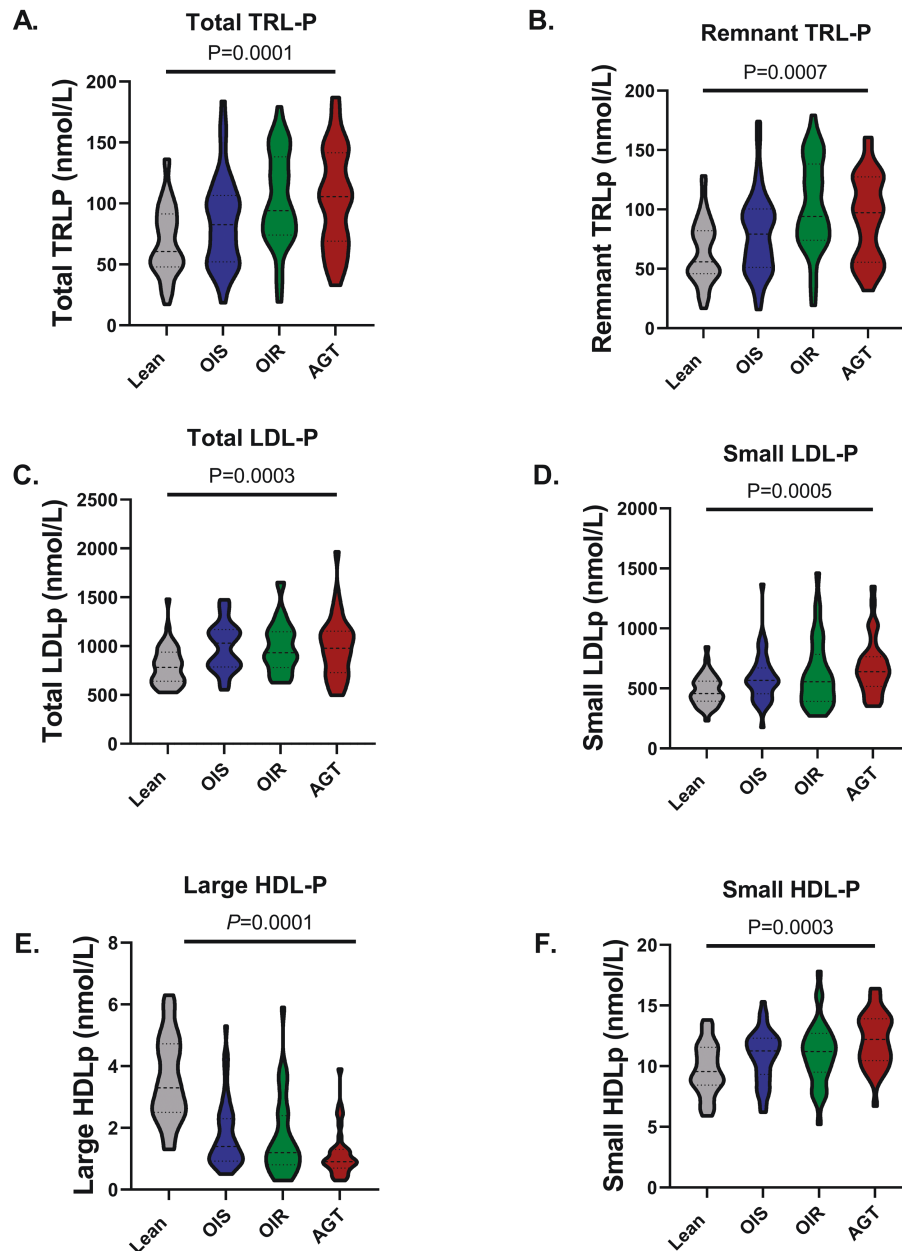 A.
Total TRL-P
P=0.0001
Total TRLP (nmol/L)
200
150
100
50
0
Lean
OIS
OIR
AGT
B.
Remnant TRL-P
P=0.0007
Remnant TRLp (nmol/L)
200
150
100
50
0
Lean
OIS
OIR
AGT
C.
Total LDL-P
P=0.0003
Total LDLp (nmol/L)
2500
2000
1500
1000
500
0
Lean
OIS
OIR
AGT
D.
Small LDL-P
P=0.0005
Small LDLp (nmol/L)
2000
1500
1000
500
0
Lean
OIS
OIR
AGT
E.
Large HDL-P
P=0.0001
Large HDLp (nmol/L)
8
6
4
2
0
Lean
OIS
OIR
AGT
F.
Small HDL-P
P=0.0003
Small HDLp (nmol/L)
20
15
10
5
0
Lean
OIS
OIR
AGT